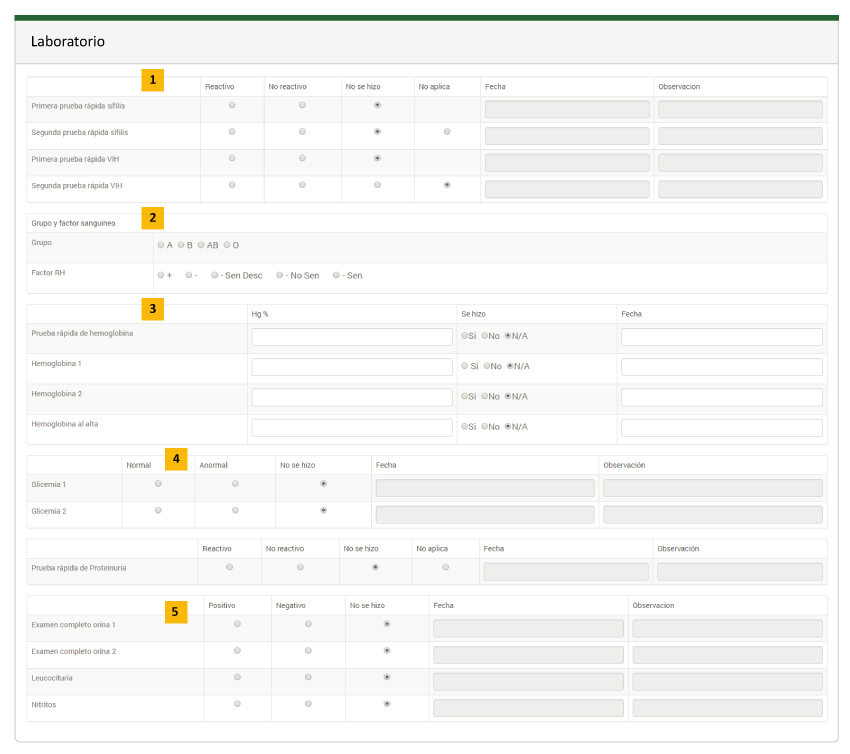 Laboratorio
1
Reactivo No reactivo No se hizo No aplica Fecha Observacion
Primera prueba rápida sífilis
Segunda prueba rápida sífilis
Primera prueba rápida VIH
Segunda prueba rápida VIH
Grupo y factor sanguineo 2
Grupo A B AB O
Factor RH + - - Sen Desc - No Sen - Sen
3 Hg % Se hizo Fecha
Prueba rápida de hemoglobina Si No N/A
Hemoglobina 1 Si No N/A
Hemoglobina 2 Si No N/A
Hemoglobina al alta Si No N/A
Normal 4 Anormal No se hizo Fecha Observación
Glicemia 1
Glicemia 2
Reactivo No reactivo No se hizo No aplica Fecha Observación
Prueba rápida de Proteinuria
5 Positivo Negativo No se hizo Fecha Observacion
Examen completo orina 1
Examen completo orina 2
Leucocituria
Nitritos